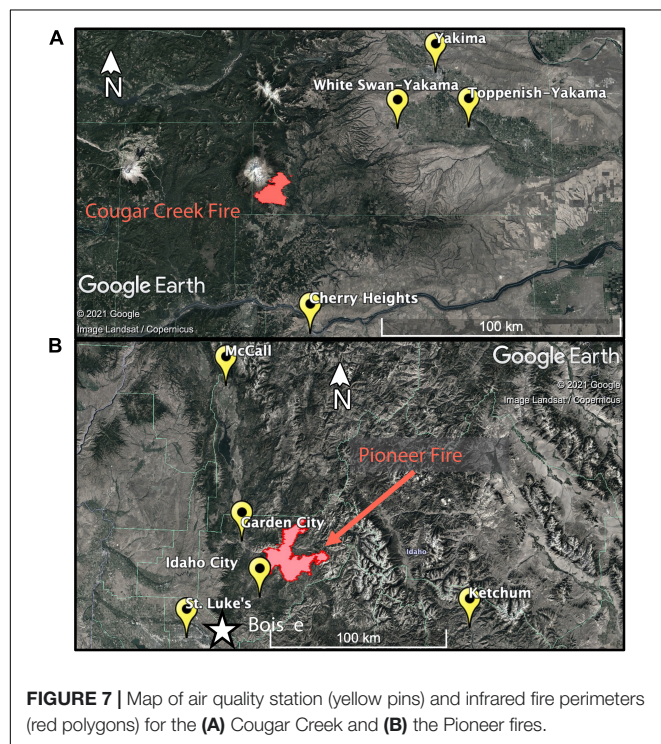 A
N
Yakima
White Swan-Yakama
Toppenish-Yakama
Cougar Creek Fire
Google Earth
© 2021 Google
Image Landsat / Copernicus
Cherry Heights
100 km
B
McCall
N
Google Earth
© 2021 Google
Image Landsat / Copernicus
Pioneer Fire
Garden City
Idaho City
Idaho
St. Luke's
Bois e
Ketchum
100 km
FIGURE 7 | Map of air quality station (yellow pins) and infrared fire perimeters
(red polygons) for the (A) Cougar Creek and (B) the Pioneer fires.